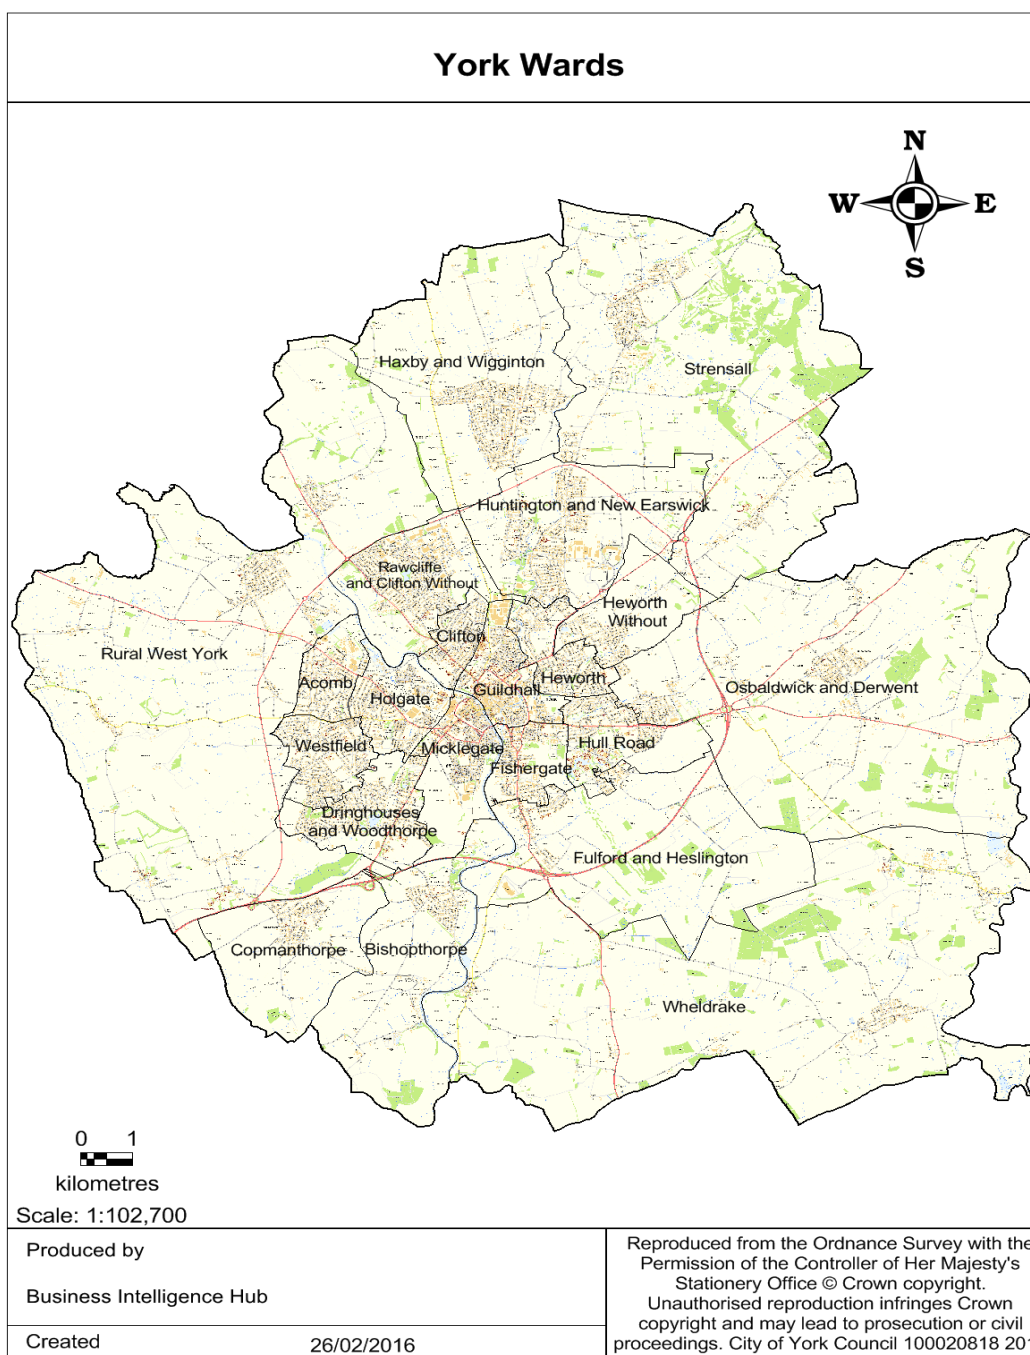 York Wards
N
W E
S
Haxby and Wigginton
Strensall
Huntington and New Earswick
Rawcliffe
and Clifton Without
Heworth
Without
Clifton
Rural West York
Acomb
Holgate
Guildhall
Heworth
Osbaldwick and Derwent
Westfield
Micklegate
Hull Road
Fishergate
Dringhouses
and Woodthorpe
Fulford and Heslington
Copmanthorpe
Bishopthorpe
Wheldrake
0 1
kilometres
Scale: 1:102,700
Produced by
Business Intelligence Hub
Created 26/02/2016
Reproduced from the Ordnance Survey with the
Permission of the Controller of Her Majesty's
Stationery Office © Crown copyright.
Unauthorised reproduction infringes Crown
copyright and may lead to prosecution or civil
proceedings. City of York Council 100020818